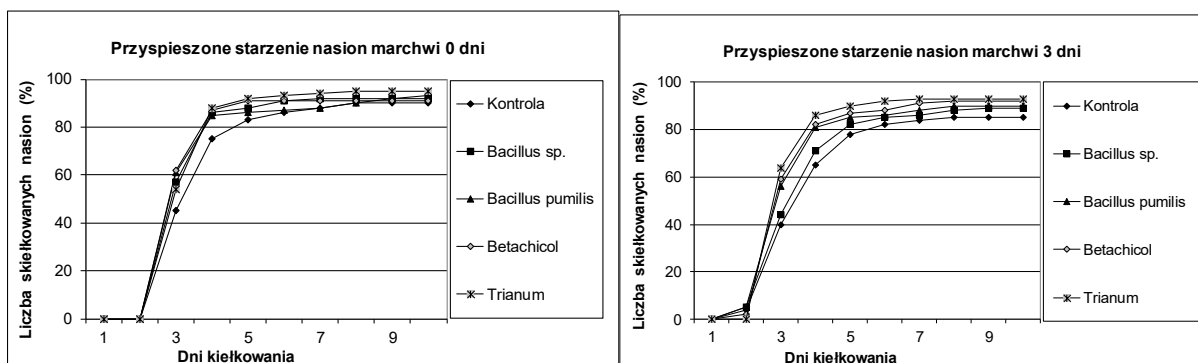 Przyspieszone starzenie nasion marchwi 0 dni
Liczba skiełkowanych nasion (%)
100
80
60
40
20
0
1 3 5 7 9
Dni kiełkowania
Kontrola
Bacillus sp.
Bacillus pumilis
Betachicol
Trianum
Przyspieszone starzenie nasion marchwi 3 dni
Liczba skiełkowanych nasion (%)
100
80
60
40
20
0
1 3 5 7 9
Dni kiełkowania
Kontrola
Bacillus sp.
Bacillus pumilis
Betachicol
Trianum